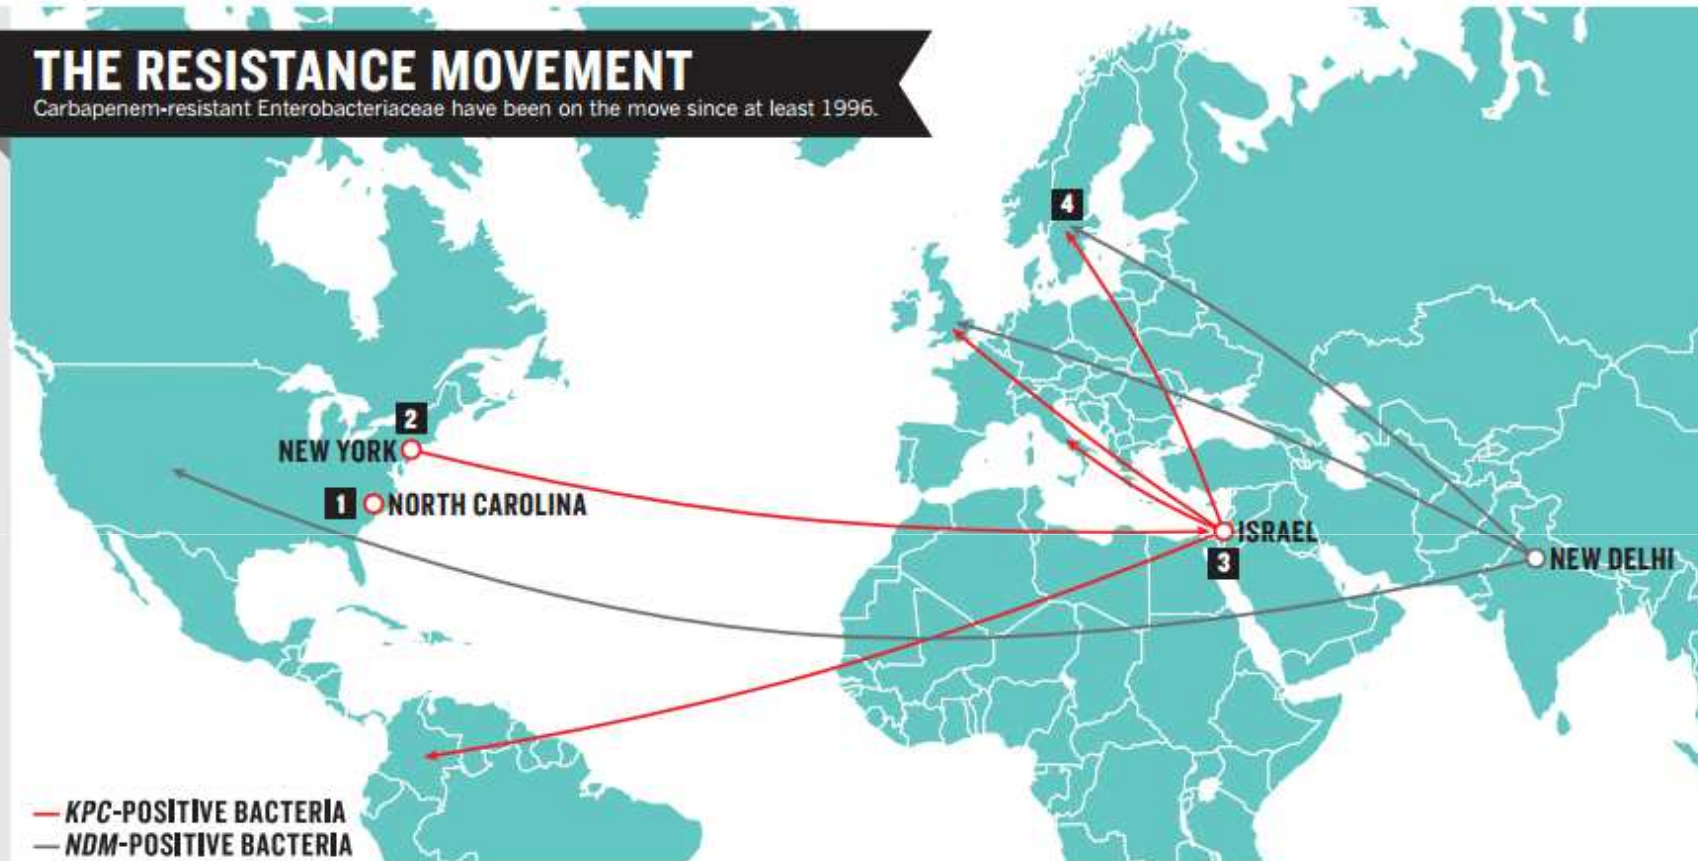 THE RESISTANCE MOVEMENT
Carbapenem-resistant Enterobacteriaceae have been on the move since at least 1996.
4
2
NEW YORK
1 NORTH CAROLINA
ISRAEL
3
NEW DELHI
KPC-POSITIVE BACTERIA
NDM-POSITIVE BACTERIA